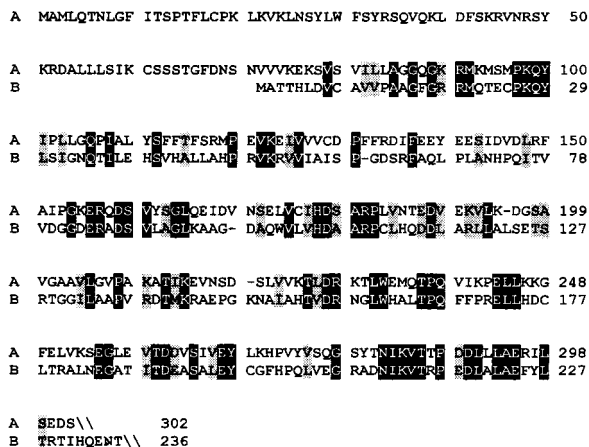 A MAMLQTNLGF ITSPTFLCPK LKVKLNSYLW FSYRSQVQKL DFSKRVNRSY 50
A KRDALLLSIK CSSSTGFDNS NVVVKEKSVS VILLAGGQGK RMKMSMPKQY 100
B MATTHLDVC AVVPAAGFGR RMQTECPKQY 29
A IPLLGQPIAL YSFFTFSRMP EVKEIVVVCD PFFRDIFEEY EESIDVDLRF 150
B LSIGNQTILE HSVHALLAHP RVKRVVIAIS P-GDSRFAQL PLANHPQITV 78
A AIPGKERQDS VYSGLQEIDV NSELVCIHDS ARPLVNTEDV EKVLK-DGSA 199
B VDGGDERADS VLAGLKAAG- DAQWVLVHDA ARPCLHQDDL ARLLALSETS 127
A VGAAVLGVPA KATIKEVNSD -SLVVKTLDR KTLWEMQTPQ VIKPELLKKG 248
B RTGGILAAPV RDTMKRAEPG KNAIAHTVDR NGLWHALTPQ FFPRELLHDC 177
A FELVKSEGLE VTDDVSIVEY LKHPVYVSQG SYTNIKVTTP DDLLLAERIL 298
B LTRALNEGAT ITDEASALEY CGFHPQLVEG RADNIKVTRP EDLALAEFYL 227
A SEDS\\ 302
B TRTIHQENT\\ 236